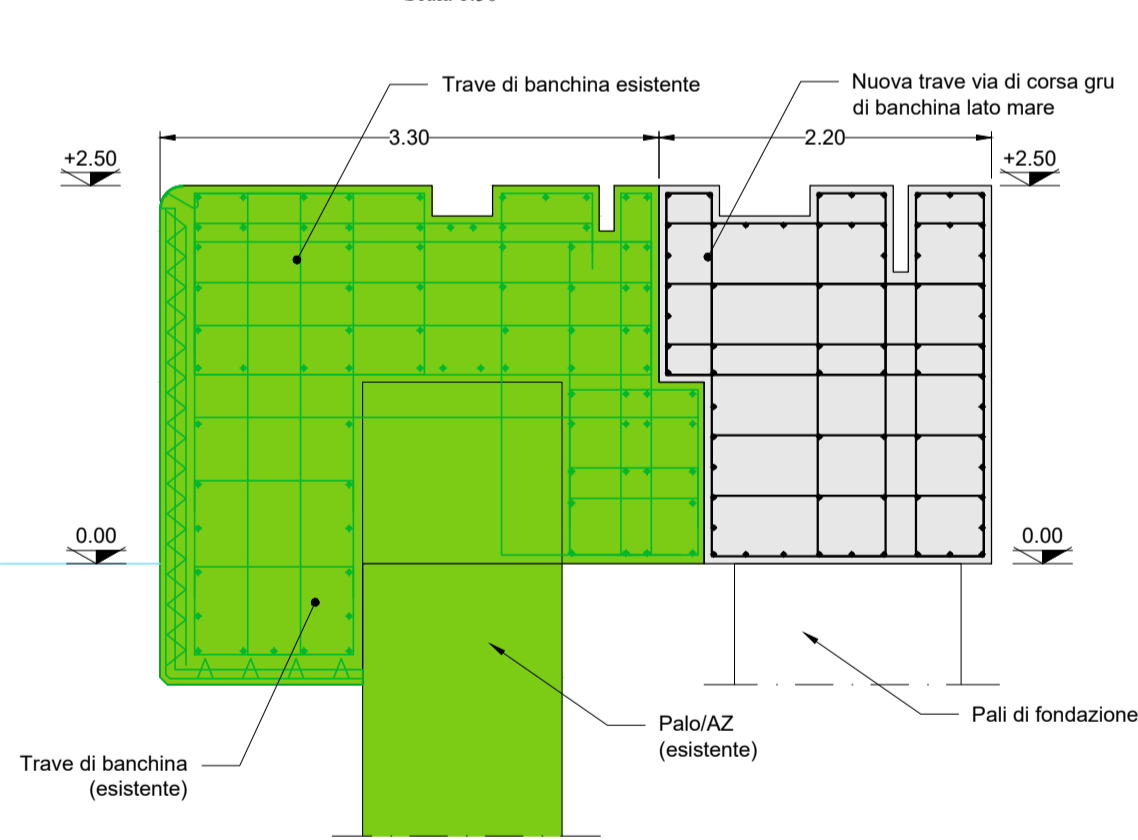 Trave di banchina esistente
Nuova trave via di corsa gru
di banchina lato mare
3.30
2.20
+2.50
+2.50
0.00
0.00
Palo/AZ
(esistente)
Pali di fondazione
Trave di banchina
(esistente)